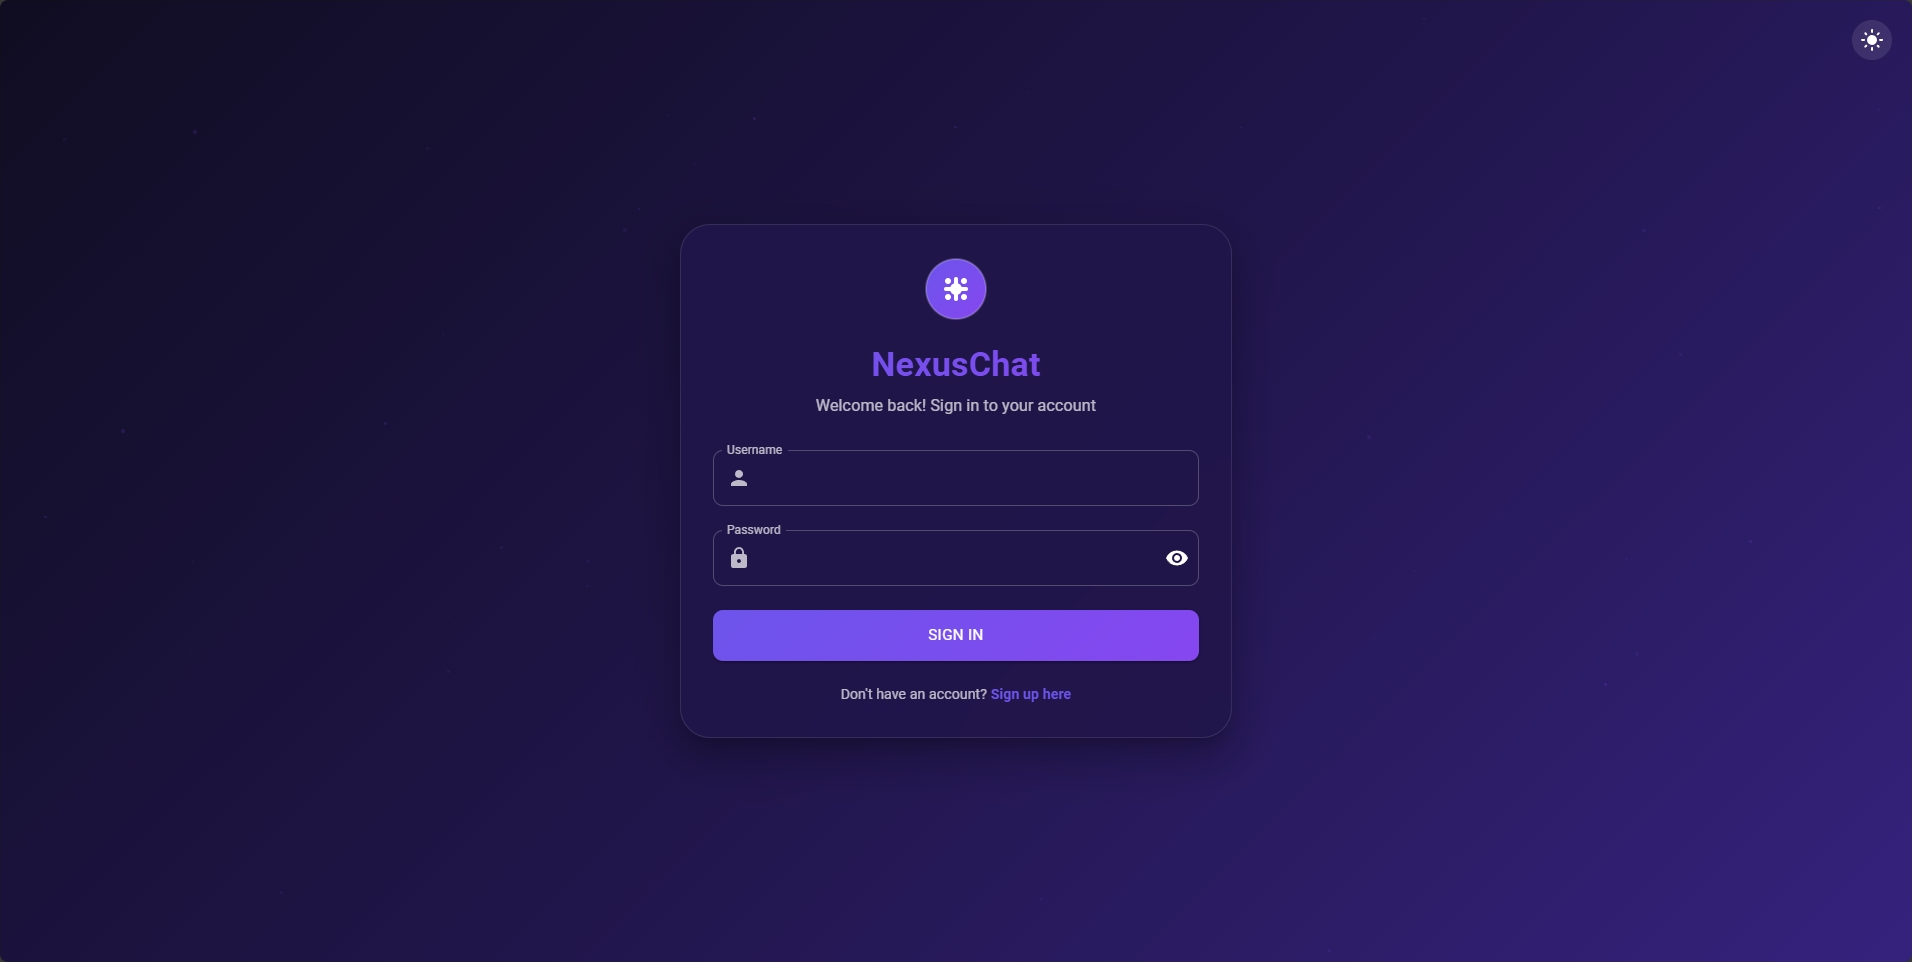 NexusChat
Welcome back! Sign in to your account
Username
Password
SIGN IN
Don't have an account? Sign up here